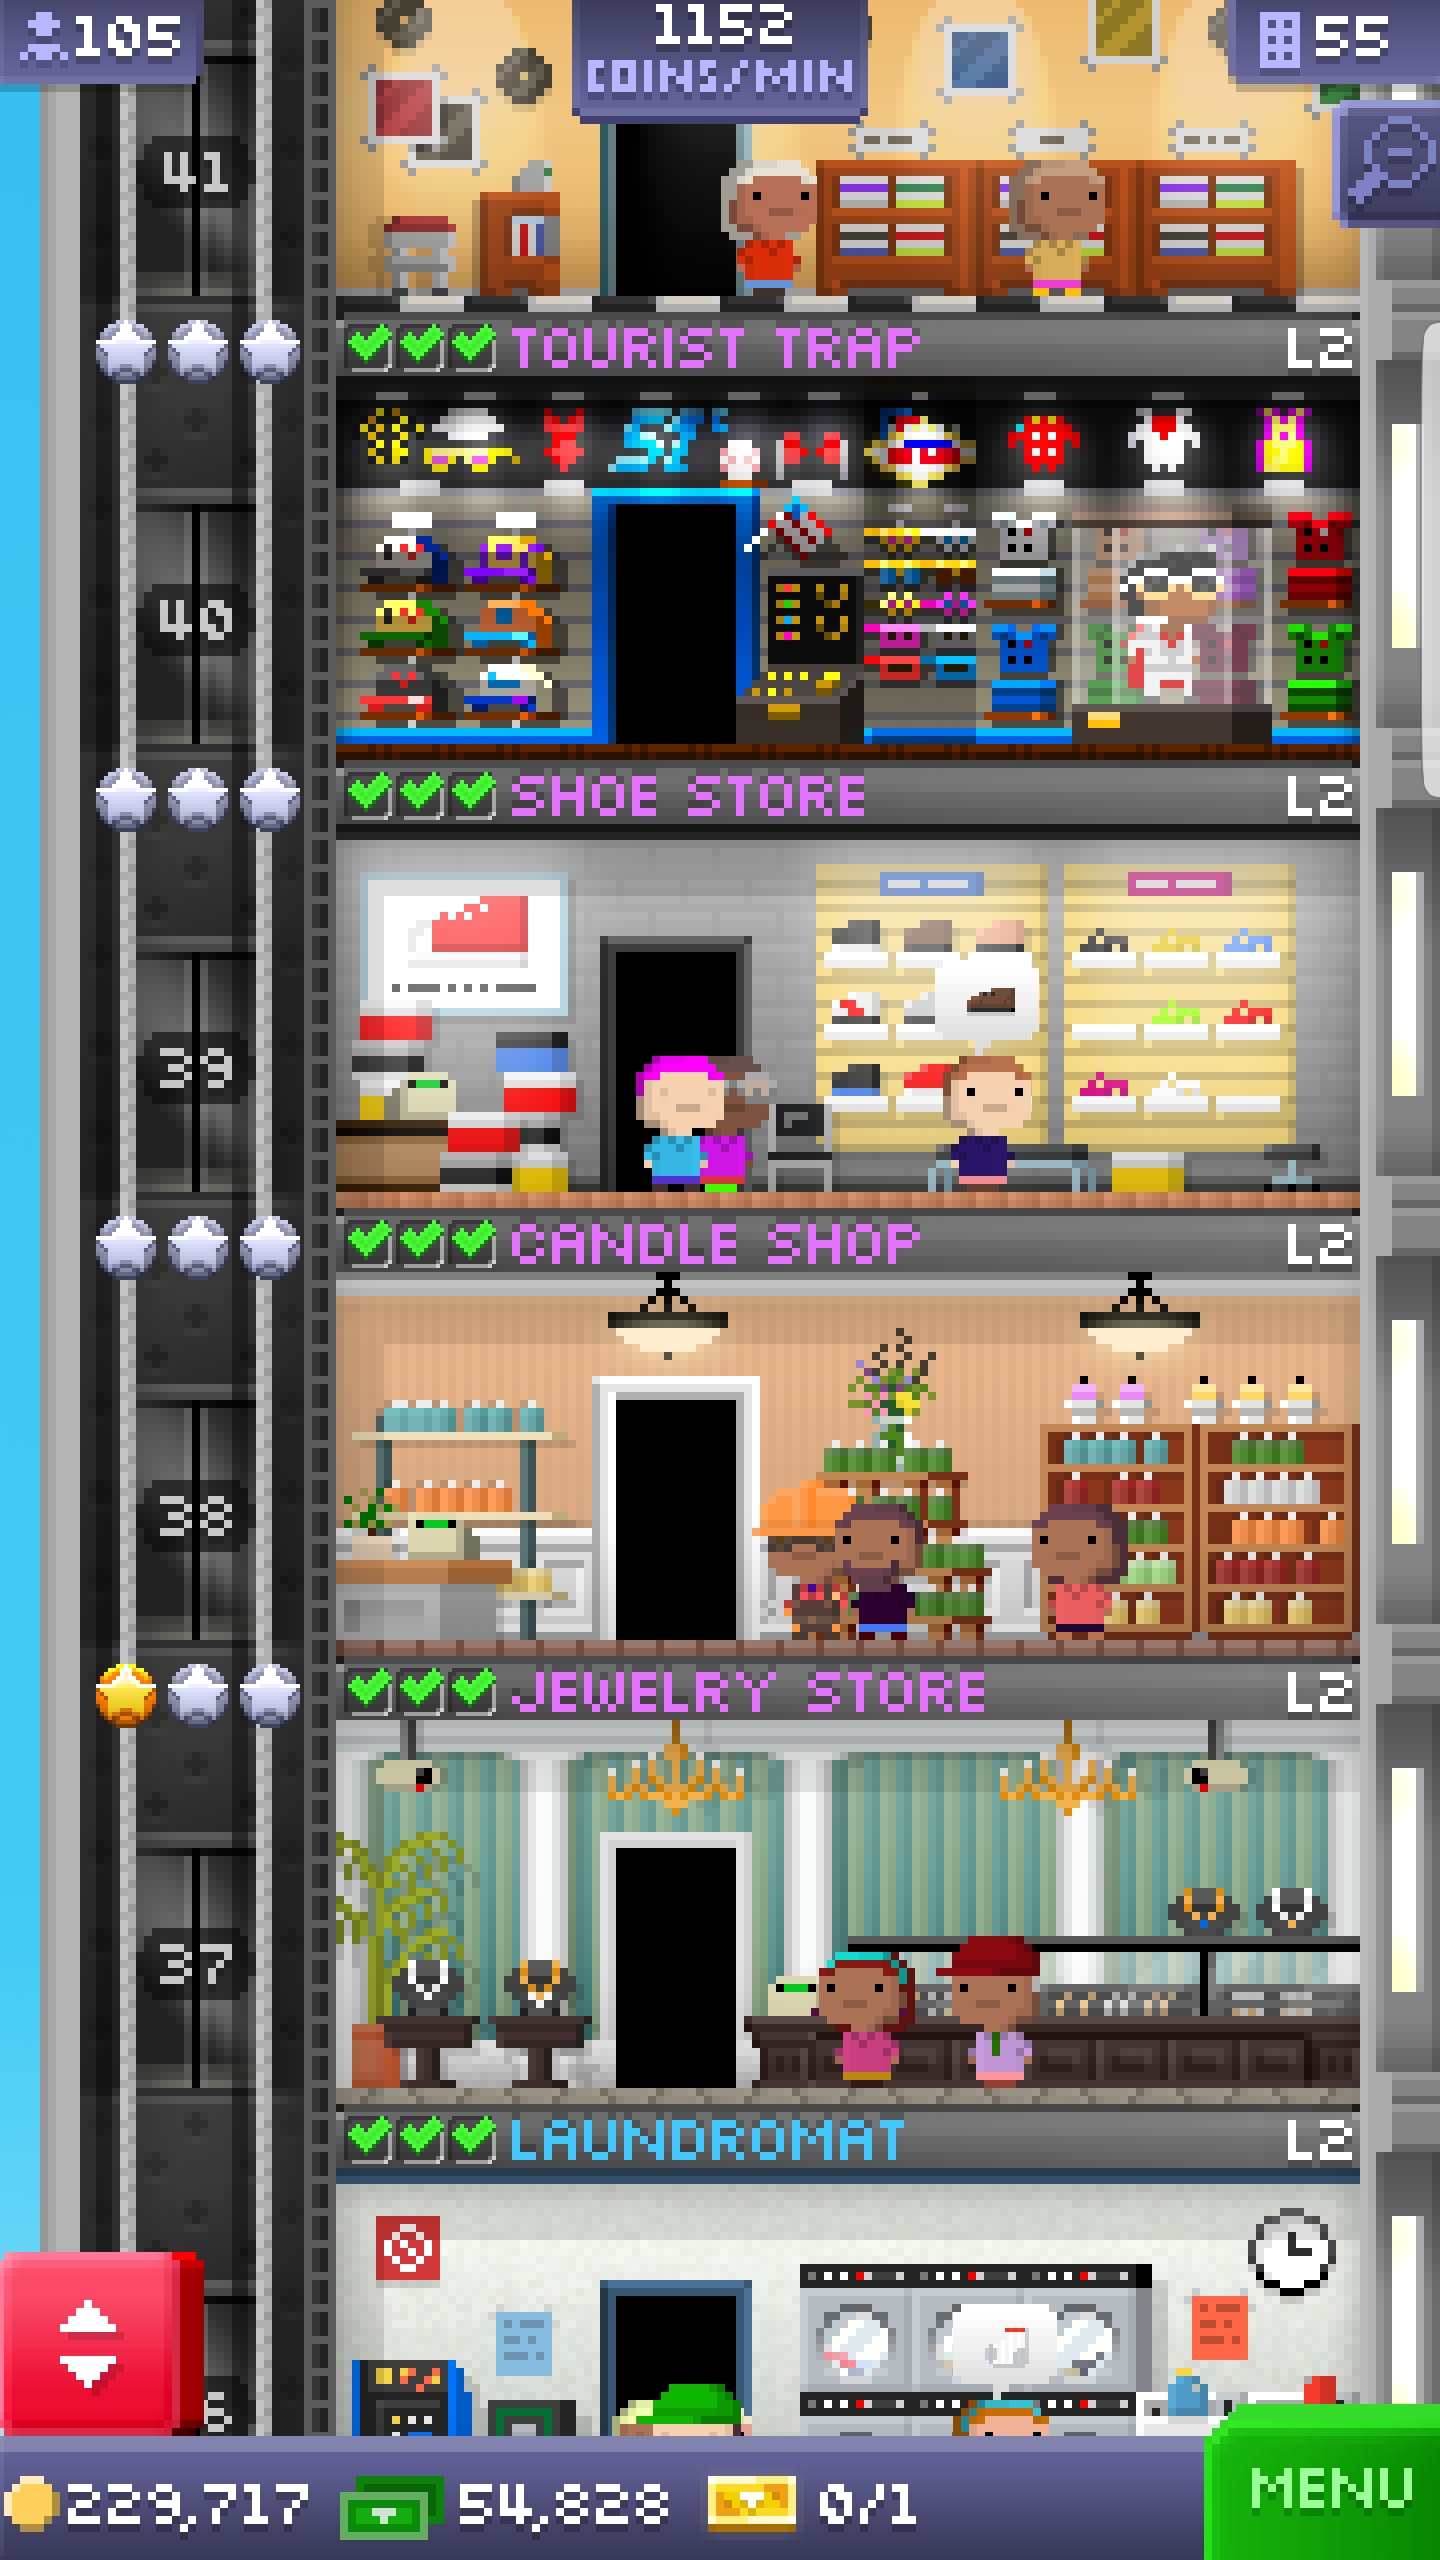 105
1152
COINS/MIN
55
41
TOURIST TRAP L2
40
SHOE STORE L2
39
CANDLE SHOP L2
38
JEWELRY STORE L2
37
LAUNDROMAT L2
229,717 54,828 0/1 MENU